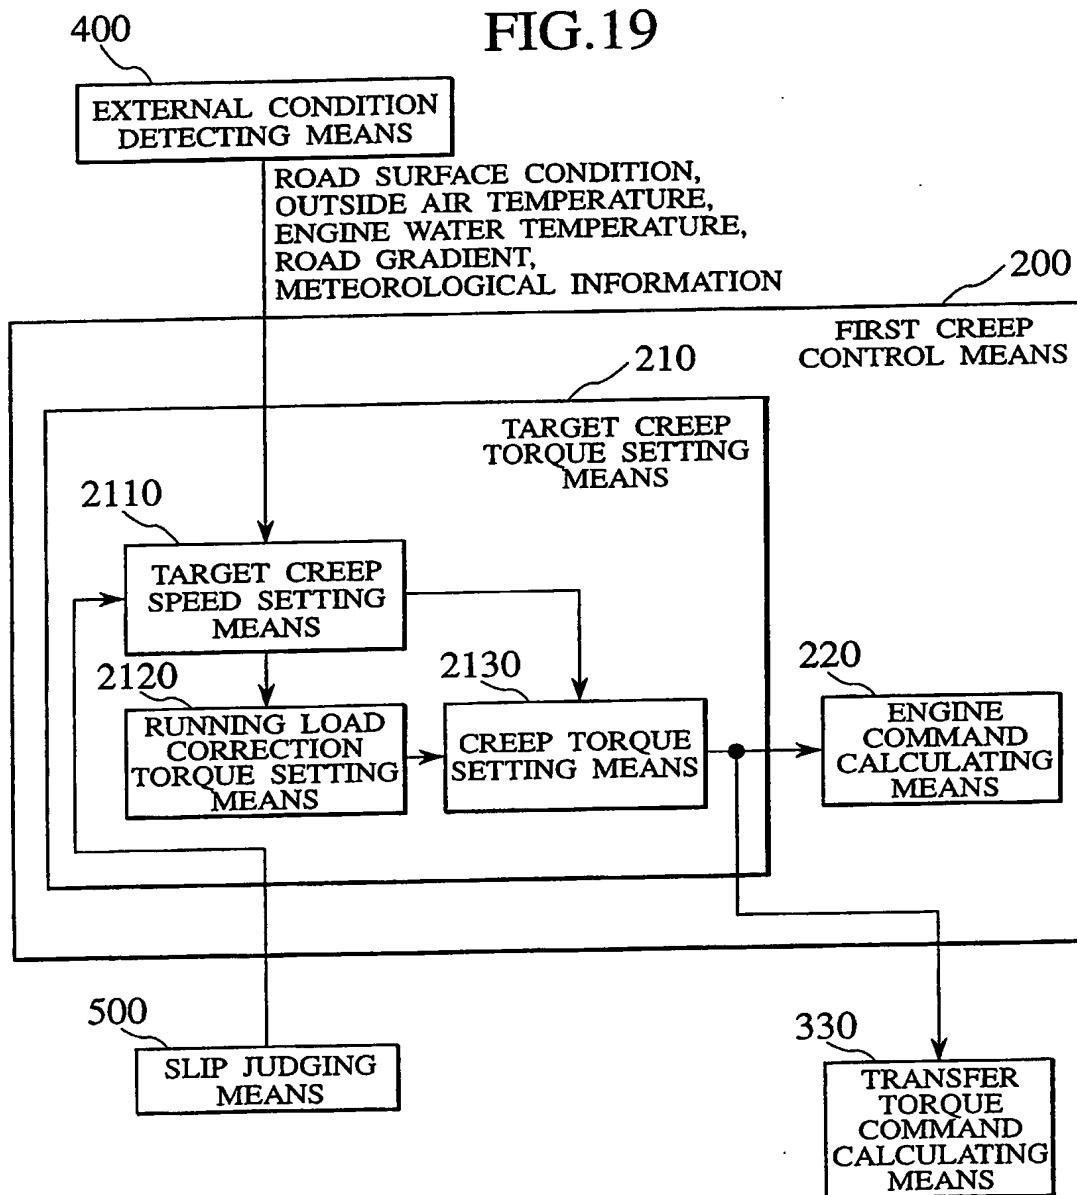 FIG.19
400
EXTERNAL CONDITION
DETECTING MEANS
ROAD SURFACE CONDITION,
OUTSIDE AIR TEMPERATURE,
ENGINE WATER TEMPERATURE,
ROAD GRADIENT,
METEOROLOGICAL INFORMATION
200
FIRST CREEP
CONTROL MEANS
210
TARGET CREEP
TORQUE SETTING
MEANS
2110
TARGET CREEP
SPEED SETTING
MEANS
2120
RUNNING LOAD
CORRECTION
TORQUE SETTING
MEANS
2130
CREEP TORQUE
SETTING MEANS
220
ENGINE
COMMAND
CALCULATING
MEANS
500
SLIP JUDGING
MEANS
330
TRANSFER
TORQUE
COMMAND
CALCULATING
MEANS